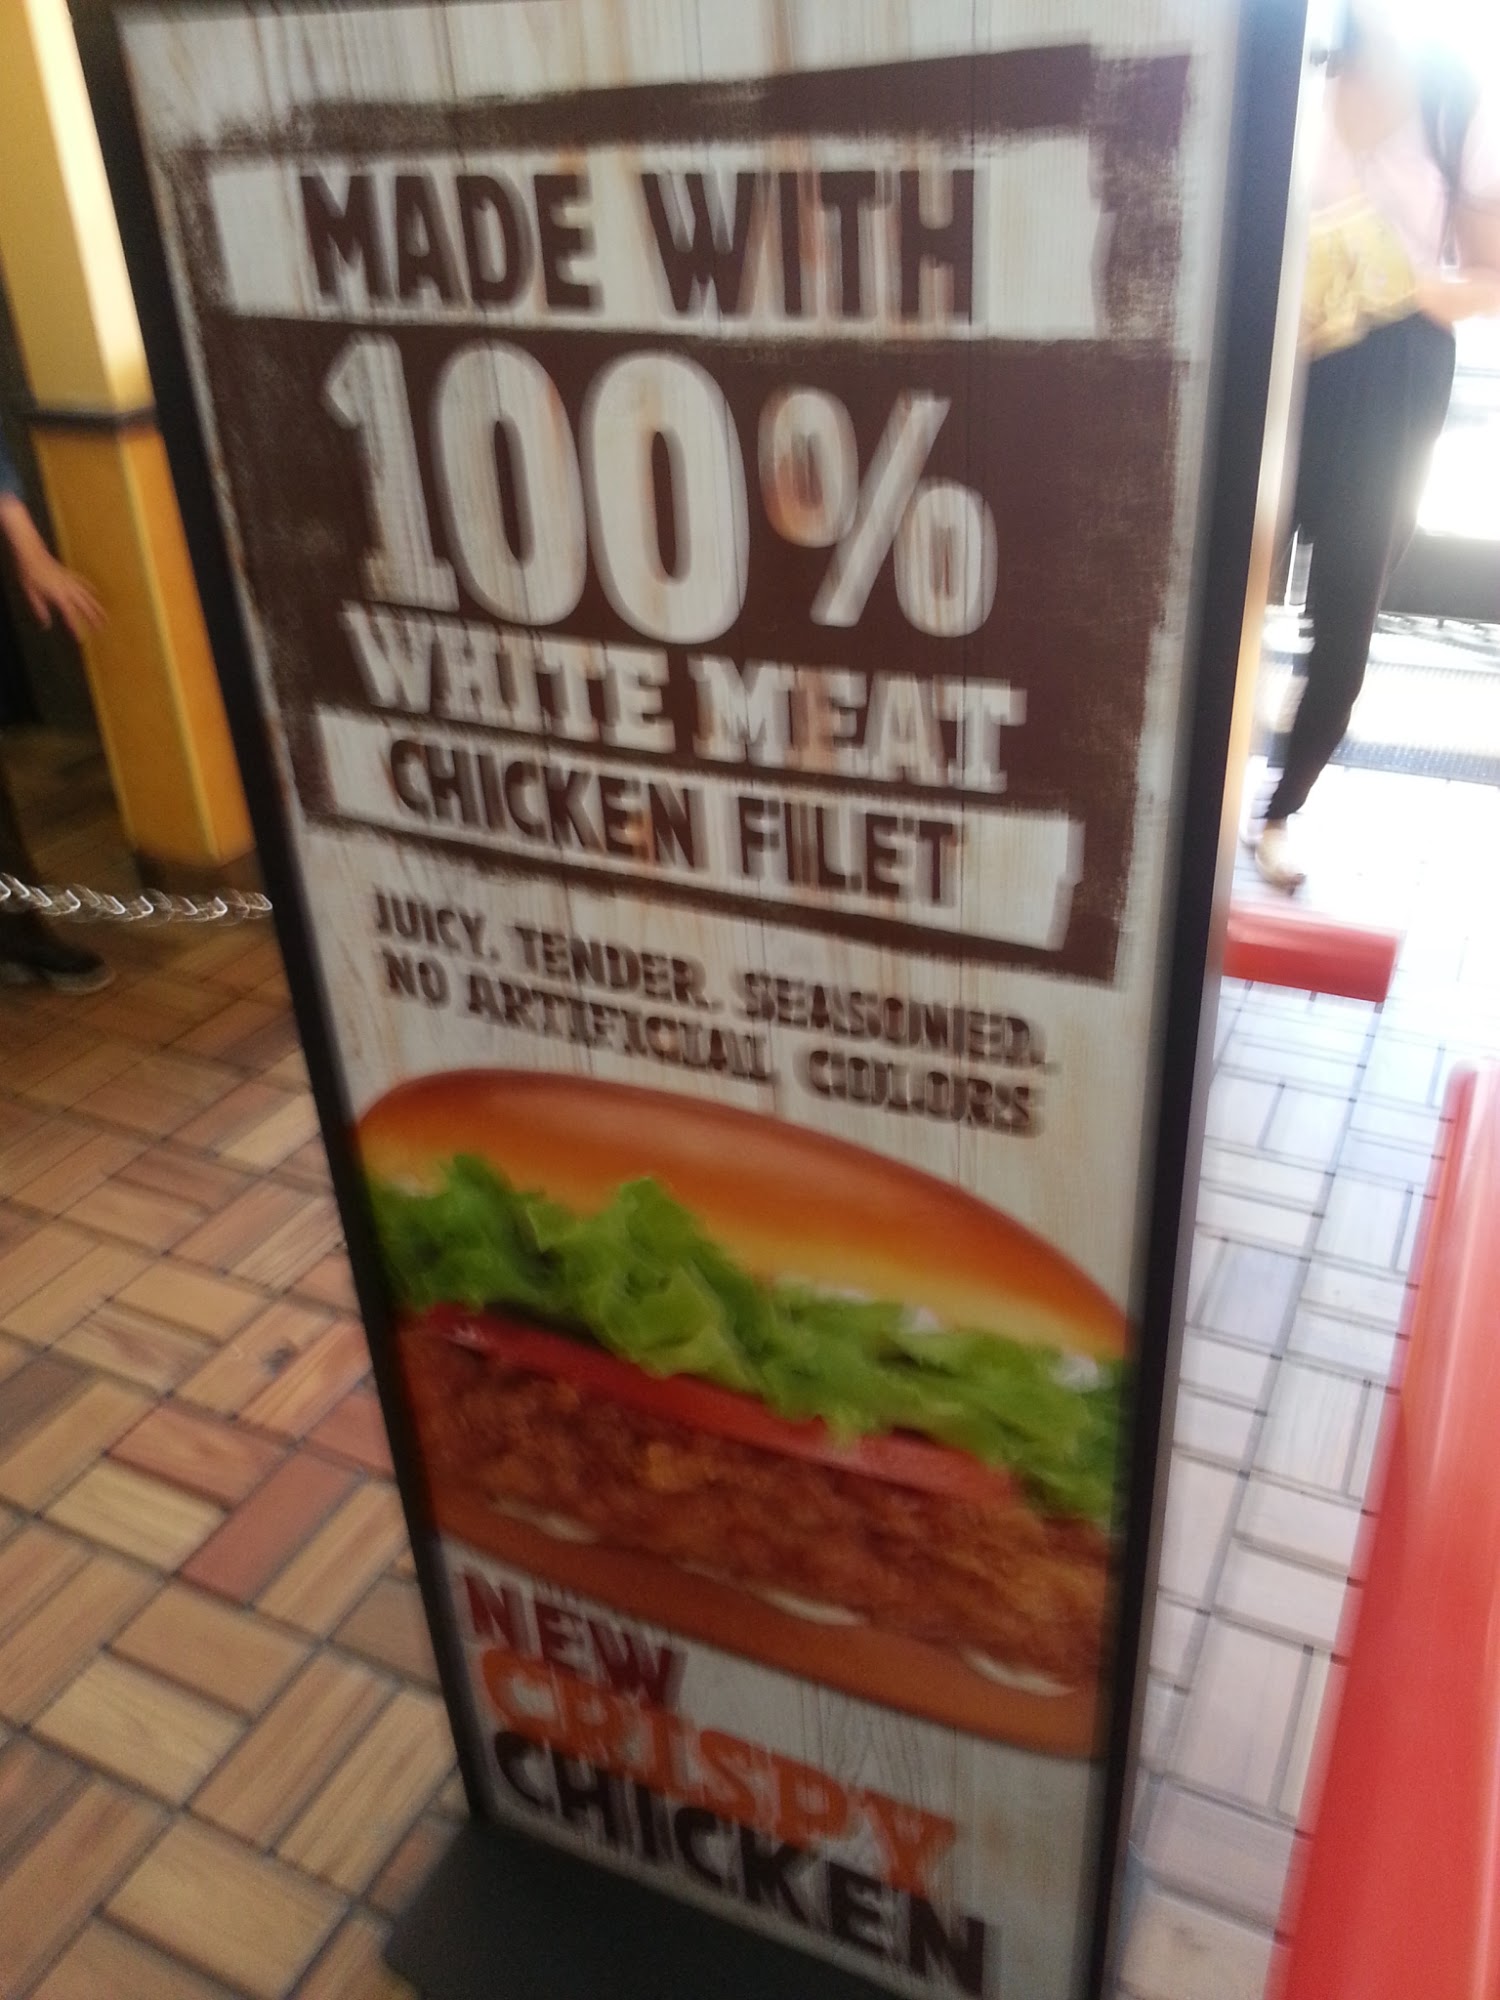 MADE WITH
100%
WHITE MEAT
CHICKEN FILET
JUICY. TENDER. SEASONED.
NO ARTIFICIAL COLORS
NEW
CRISPY
CHICKEN